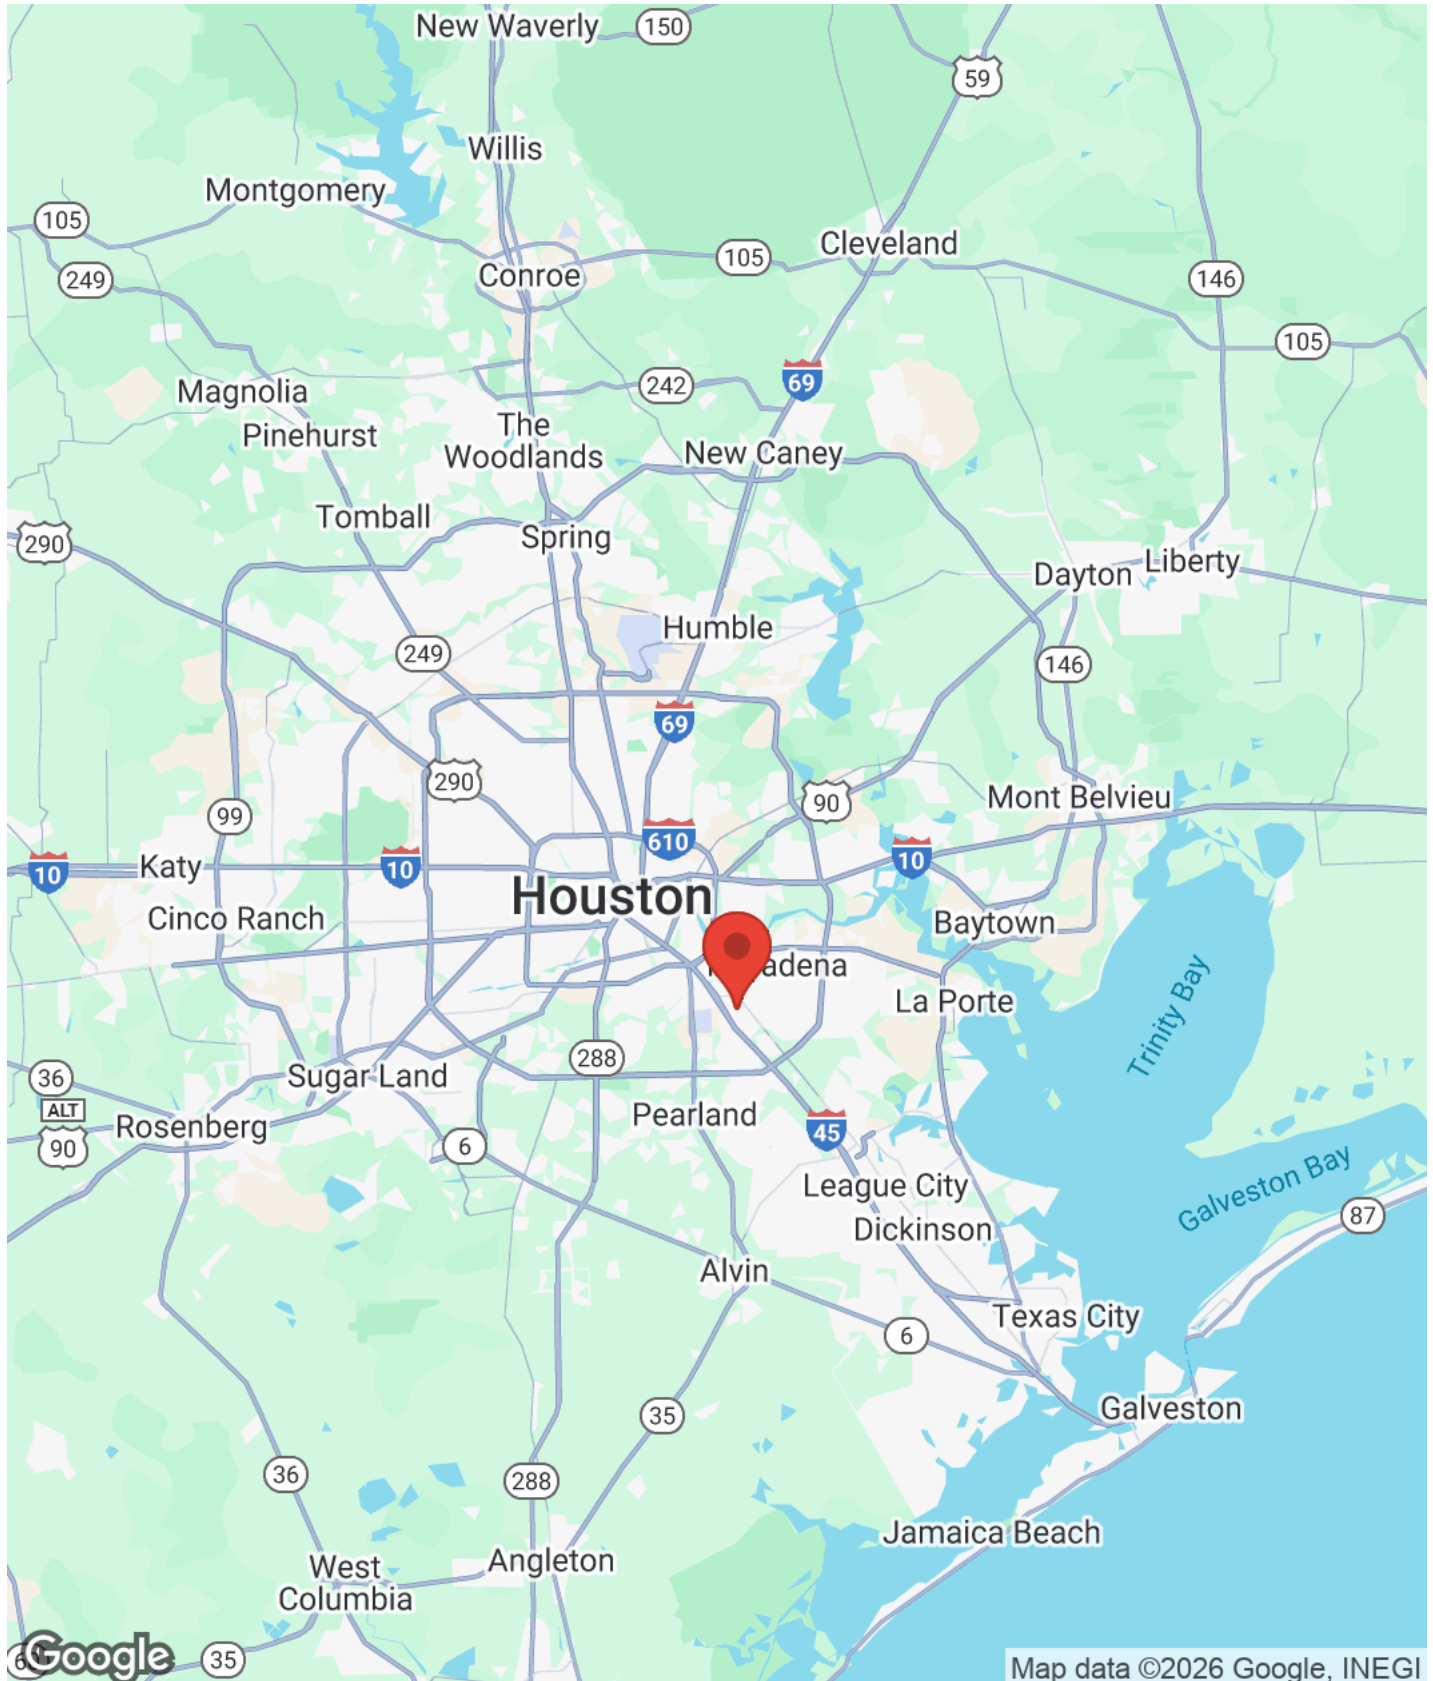 New Waverly
150
59
Willis
Montgomery
105
Cleveland
105
249
Conroe
146
105
69
242
Magnolia
The
Woodlands
Pinehurst
New Caney
Tomball
Spring
290
Liberty
Dayton
Humble
249
146
69
290
Mont Belvieu
90
99
610
10
Katy
10
10
Houston
Cinco Ranch
Baytown
adena
La Porte
Trinity Bay
288
36
Sugar Land
ALT
90
Rosenberg
Pearland
45
6
League City
Galveston Bay
87
Dickinson
Alvin
Texas City
6
Galveston
35
36
288
Jamaica Beach
West
Columbia
Angleton
Google
35
Map data ©2026 Google, INEGI